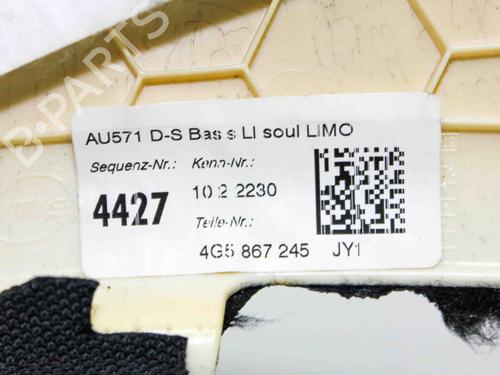 AU571 D-S Bass LI soul LIMO
Sequenz-Nr.: Kenn-Nr.:
4427 10 2 2230
Teile-Nr.:
4G5 867 245 JY1
B-PARTS